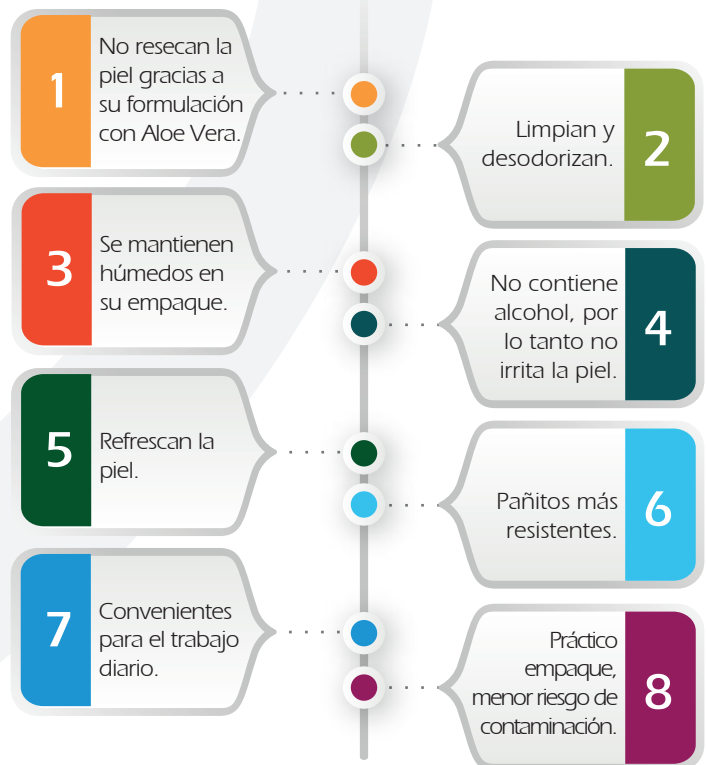 1
No resecan la
piel gracias a
su formulación
con Aloe Vera.
Limpian y
desodorizan.
2
3
Se mantienen
húmedos en
su empaque.
No contiene
alcohol, por
lo tanto no
irrita la piel.
4
5
Refrescan la
piel.
Pañitos más
resistentes.
6
7
Convenientes
para el trabajo
diario.
Práctico
empaque,
menor riesgo de
contaminación.
8